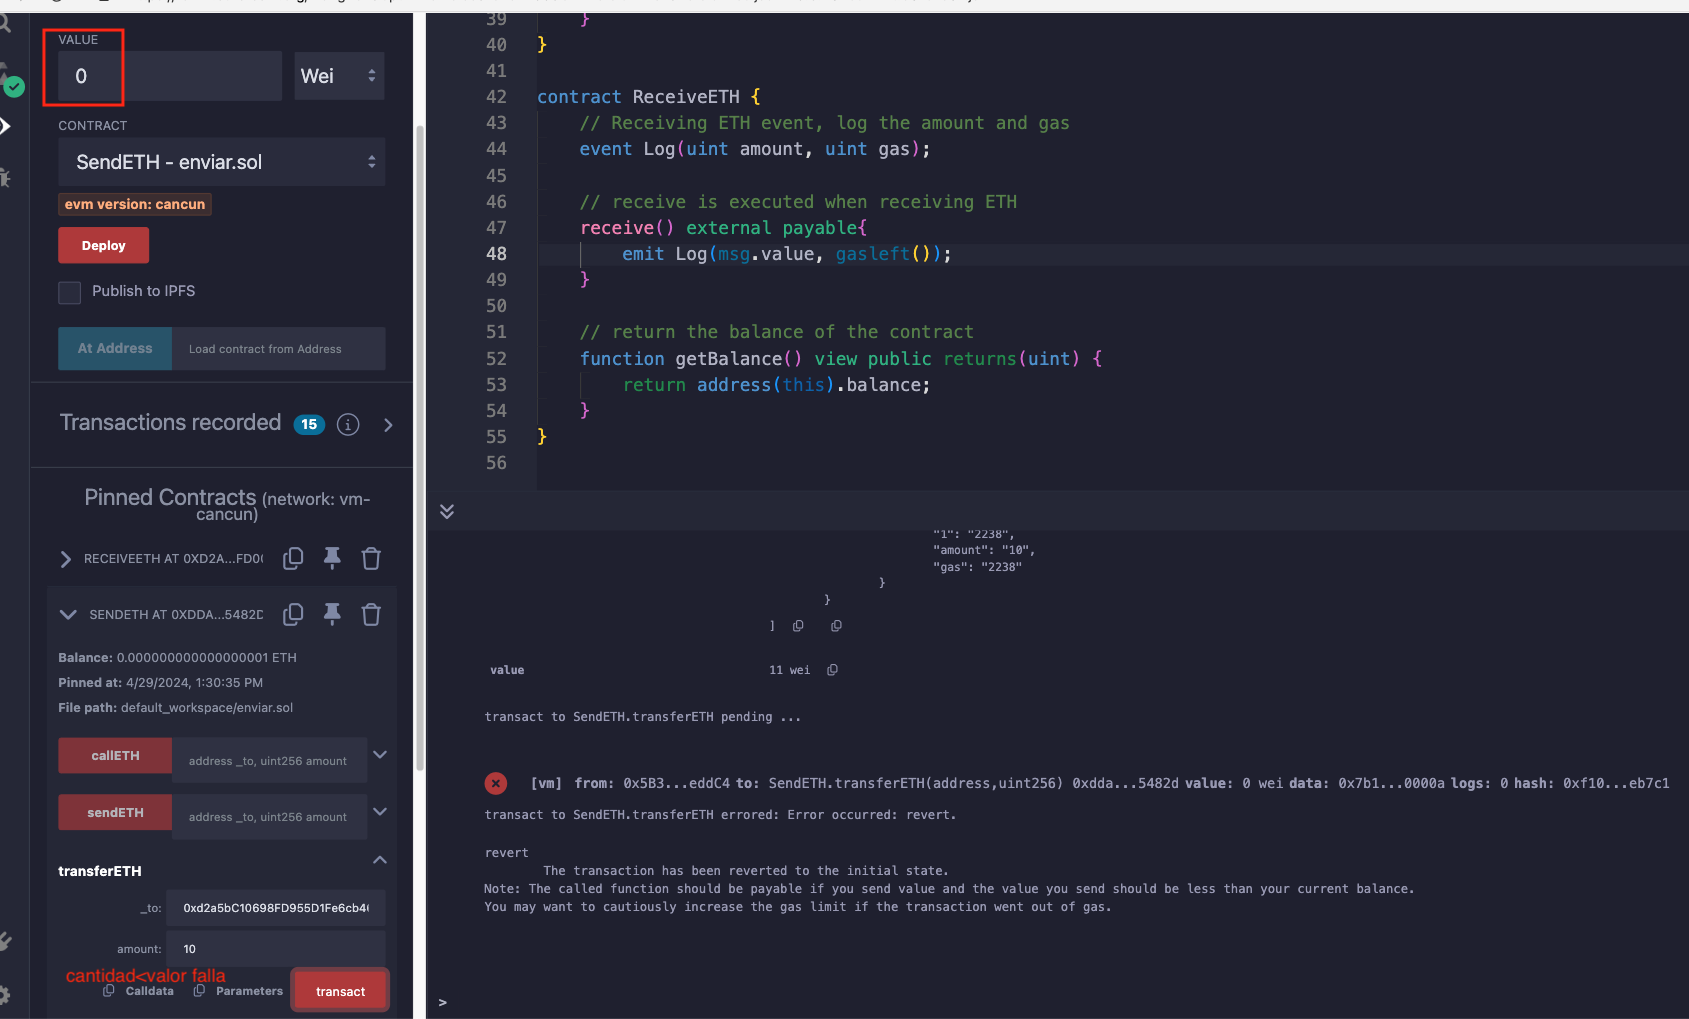 VALUE
0
Wei
CONTRACT
SendETH - enviar.sol
evm version: cancun
Deploy
Publish to IPFS
At Address
Load contract from Address
Transactions recorded 15 i
Pinned Contracts (network: vm-
cancun)
RECEIVEETH AT 0XD2A...FD0
SENDETH AT 0XDDA...5482D
Balance: 0.000000000000000001 ETH
Pinned at: 4/29/2024, 1:30:35 PM
File path: default_workspace/enviar.sol
callETH
address _to, uint256 amount
sendETH
address _to, uint256 amount
transferETH
_to:
0xd2a5bC10698FD955D1Fe6cb4
amount:
10
cantidad<valor falla
Calldata
Parameters
transact
39 }
40 }
41
42 contract ReceiveETH {
43 // Receiving ETH event, log the amount and gas
44 event Log(uint amount, uint gas);
45
46 // receive is executed when receiving ETH
47 receive() external payable{
48 emit Log(msg.value, gasleft());
49 }
50
51 // return the balance of the contract
52 function getBalance() view public returns(uint) {
53 return address(this).balance;
54 }
55 }
56
"1": "2238",
"amount": "10",
"gas": "2238"
}
}
]
value 11 wei
transact to SendETH.transferETH pending ...
[vm] from: 0x5B3...eddC4 to: SendETH.transferETH(address,uint256) 0xdda...5482d value: 0 wei data: 0x7b1...0000a logs: 0 hash: 0xf10...eb7c1
transact to SendETH.transferETH errored: Error occurred: revert.
revert
The transaction has been reverted to the initial state.
Note: The called function should be payable if you send value and the value you send should be less than your current balance.
You may want to cautiously increase the gas limit if the transaction went out of gas.
>